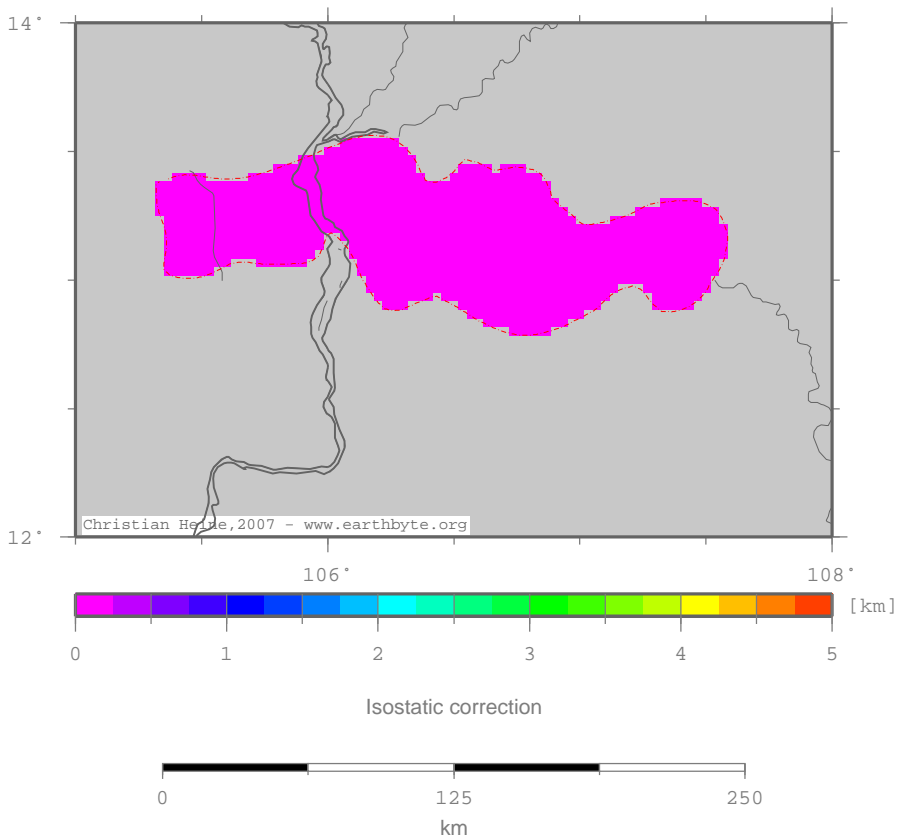 14°
12°
Christian Heine,2007 - www.earthbyte.org
106° 108°
[km]
0 1 2 3 4 5
Isostatic correction
0 125 250
km